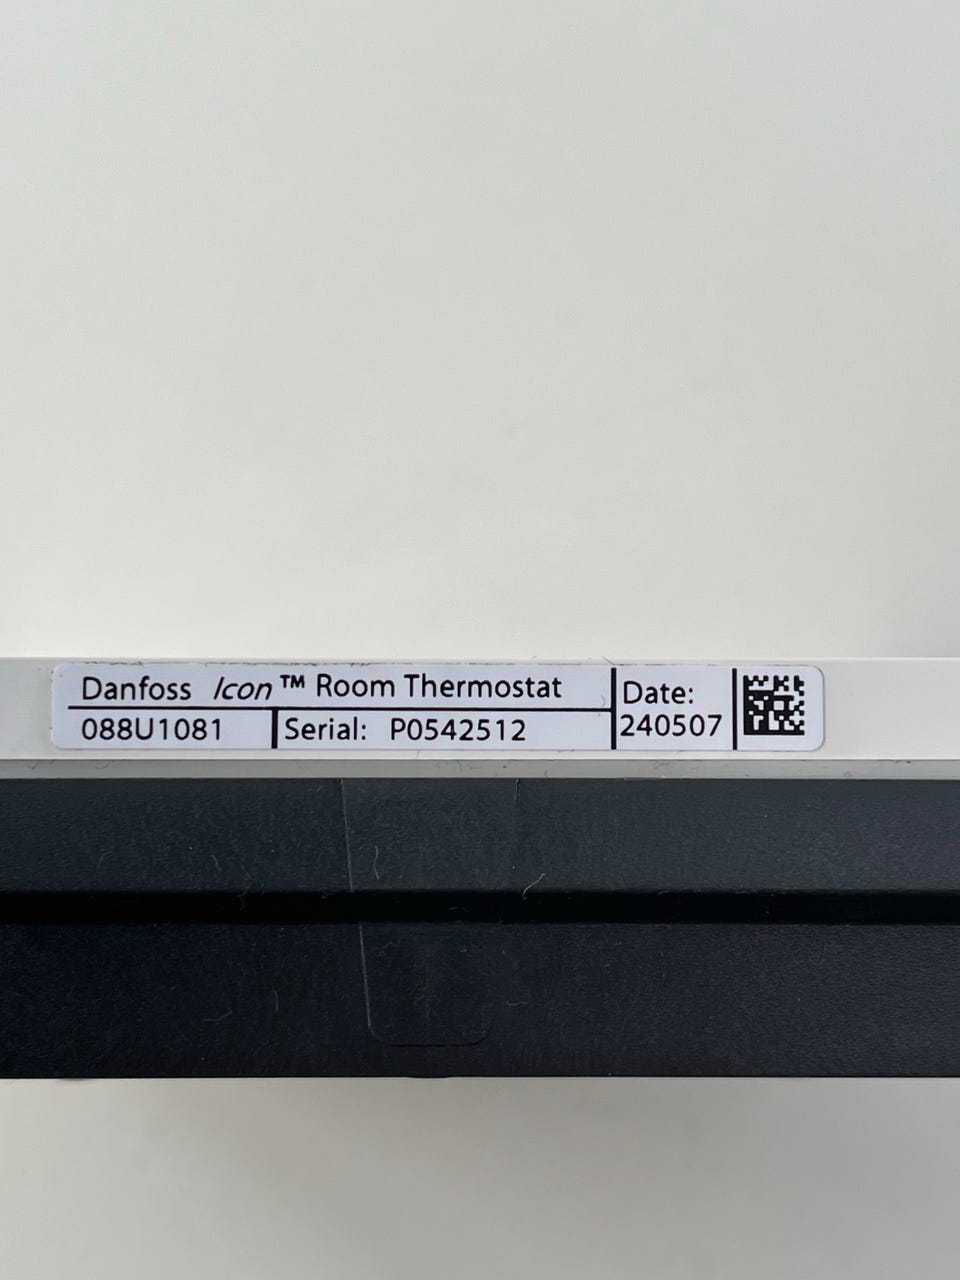 Danfoss Icon™ Room Thermostat
088U1081 Serial: P0542512
Date:
240507